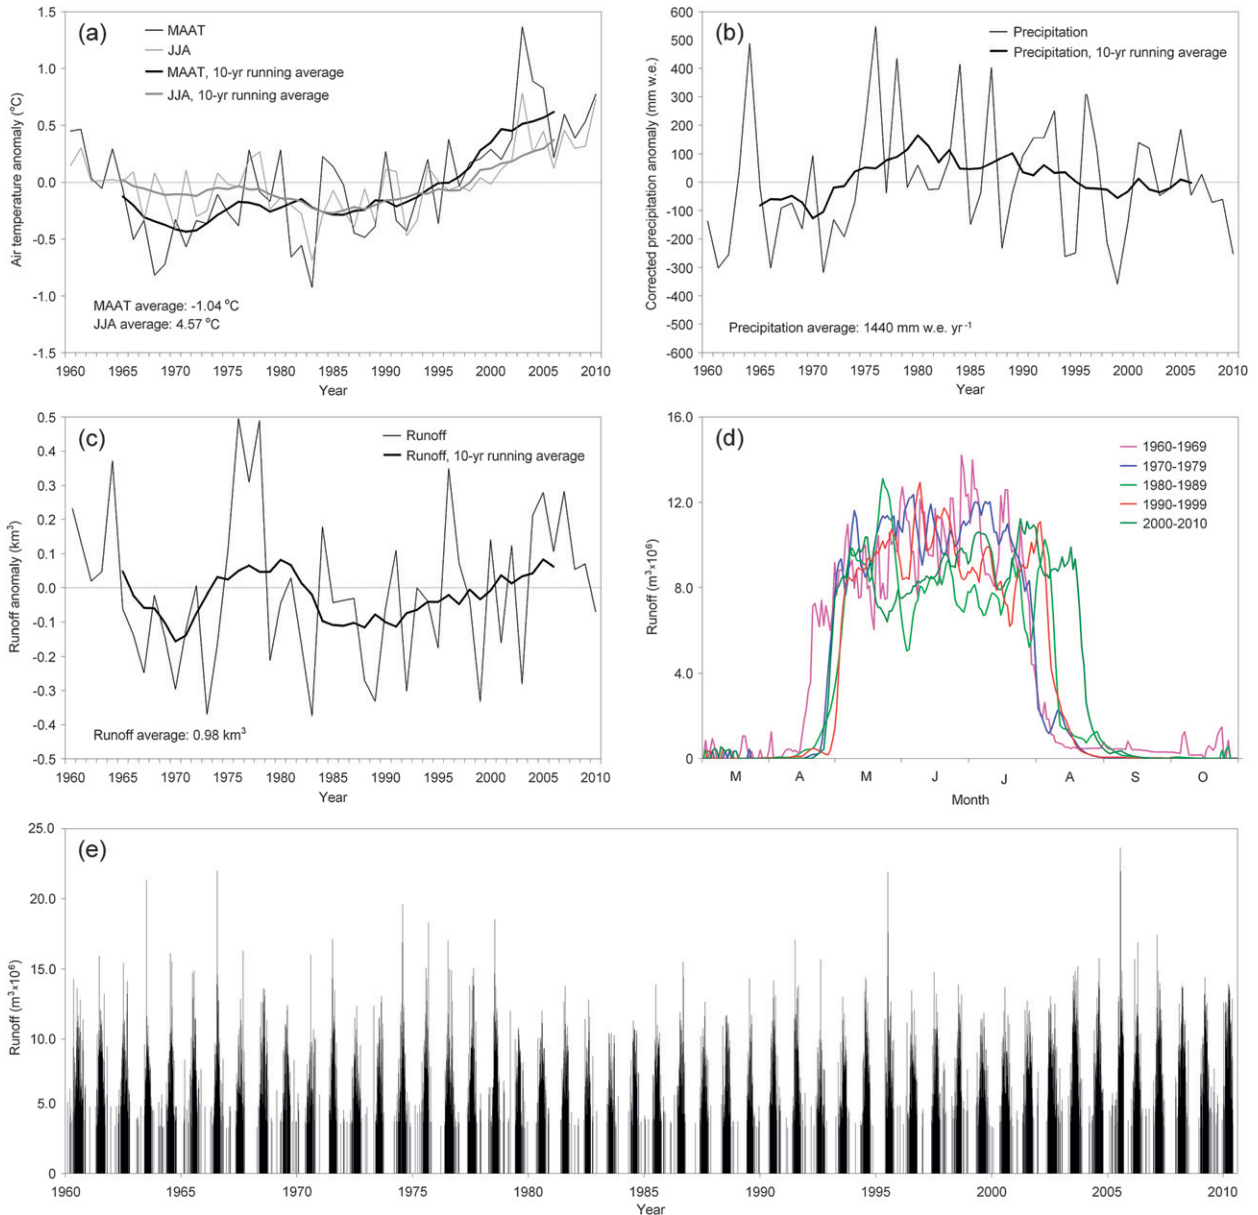 (a)
MAAT
JJA
MAAT, 10-yr running average
JJA, 10-yr running average
1.5
1.0
0.5
0.0
-0.5
-1.0
-1.5
Air temperature anomaly (°C)
MAAT average: -1.04 °C
JJA average: 4.57 °C
1960 1965 1970 1975 1980 1985 1990 1995 2000 2005 2010
Year
(b)
Precipitation
Precipitation, 10-yr running average
600
500
400
300
200
100
0
-100
-200
-300
-400
-500
-600
Corrected precipitation anomaly (mm w.e.)
Precipitation average: 1440 mm w.e. yr⁻¹
1960 1965 1970 1975 1980 1985 1990 1995 2000 2005 2010
Year
(c)
Runoff
Runoff, 10-yr running average
0.5
0.4
0.3
0.2
0.1
0.0
-0.1
-0.2
-0.3
-0.4
-0.5
Runoff anomaly (km³)
Runoff average: 0.98 km³
1960 1965 1970 1975 1980 1985 1990 1995 2000 2005 2010
Year
(d)
1960-1969
1970-1979
1980-1989
1990-1999
2000-2010
16.0
12.0
8.0
4.0
0
Runoff (m³×10⁶)
M A M J J A S O
Month
(e)
25.0
20.0
15.0
10.0
5.0
0
Runoff (m³×10⁶)
1960 1965 1970 1975 1980 1985 1990 1995 2000 2005 2010
Year